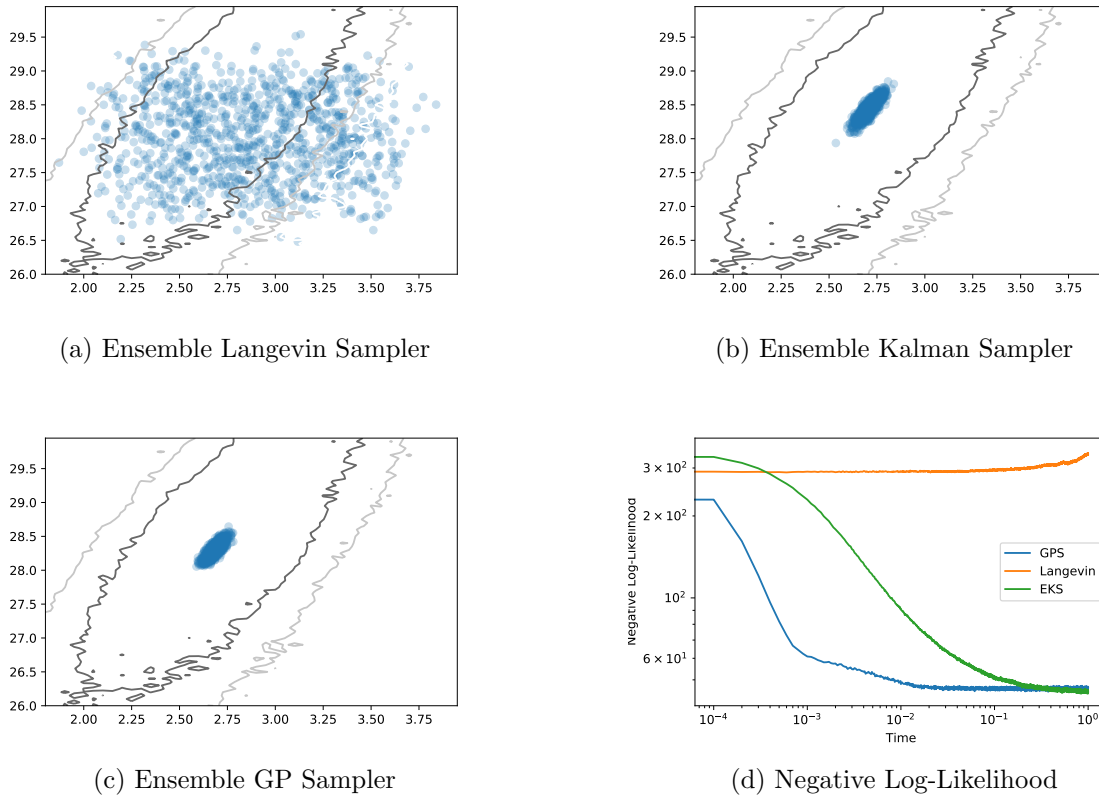 29.5
29.0
28.5
28.0
27.5
27.0
26.5
26.0
2.00 2.25 2.50 2.75 3.00 3.25 3.50 3.75
(a) Ensemble Langevin Sampler
29.5
29.0
28.5
28.0
27.5
27.0
26.5
26.0
2.00 2.25 2.50 2.75 3.00 3.25 3.50 3.75
(b) Ensemble Kalman Sampler
29.5
29.0
28.5
28.0
27.5
27.0
26.5
26.0
2.00 2.25 2.50 2.75 3.00 3.25 3.50 3.75
(c) Ensemble GP Sampler
Negative Log-Likelihood
3 × 10²
2 × 10²
10²
6 × 10¹
GPS
Langevin
EKS
10⁻⁴ 10⁻³ 10⁻² 10⁻¹ 10⁰
Time
(d) Negative Log-Likelihood